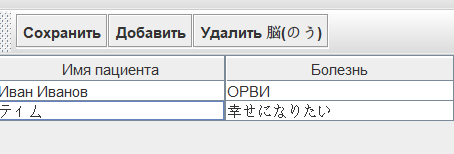 Сохранить Добавить Удалить 脳(のう)
Имя пациента Болезнь
Иван Иванов ОРВИ
ティム 幸せになりたい